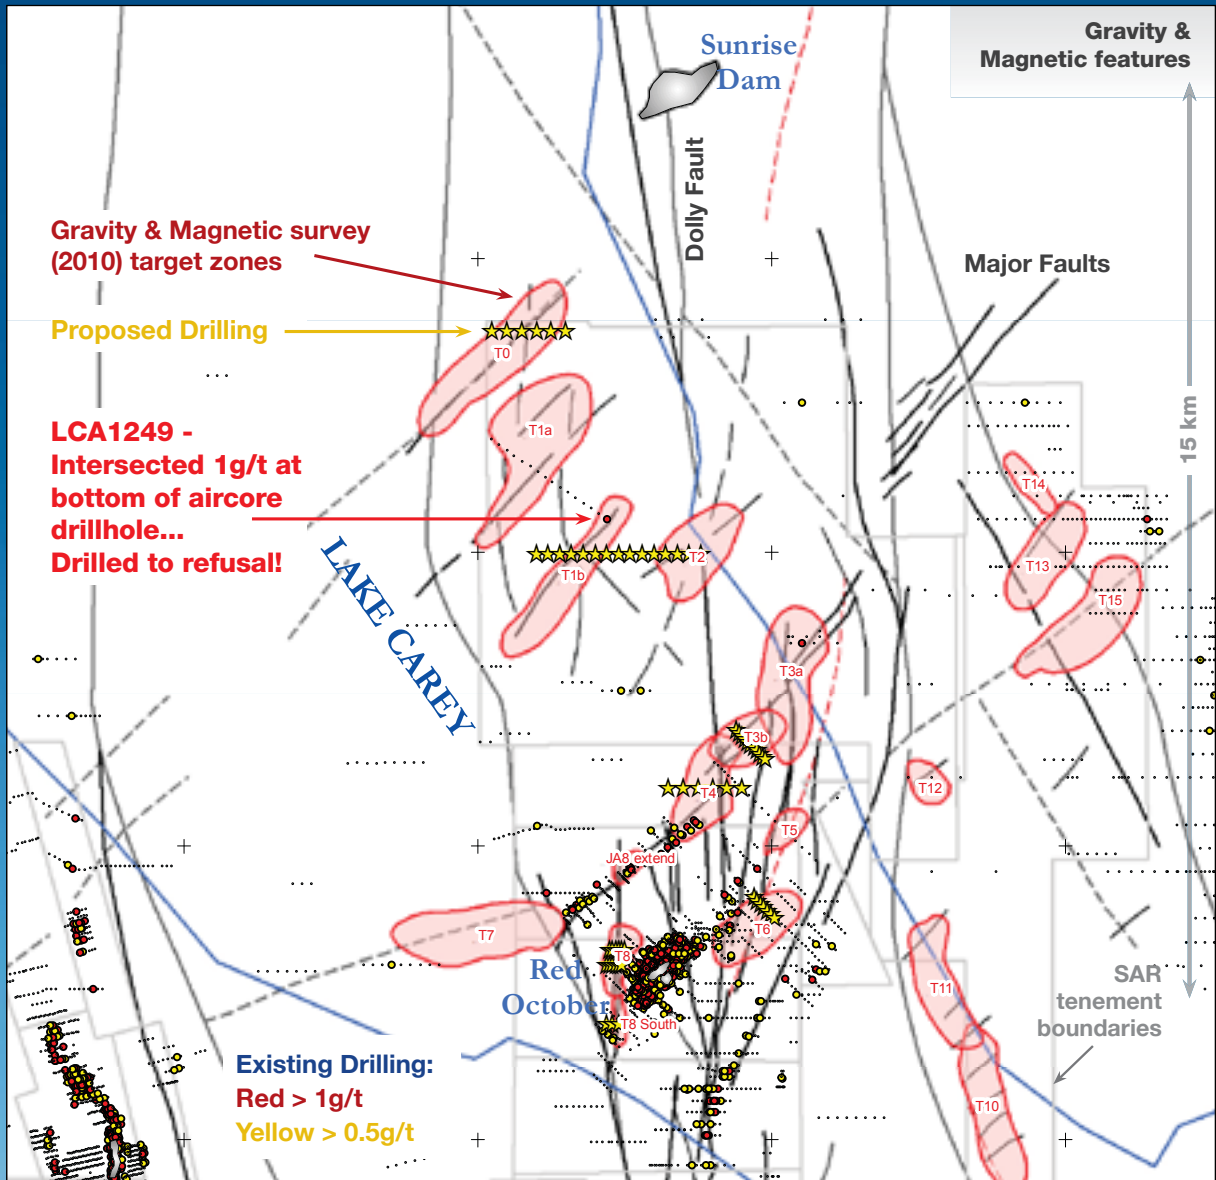 Gravity &
Magnetic features
Sunrise
Dam
Dolly Fault
Gravity & Magnetic survey
(2010) target zones
Major Faults
Proposed Drilling
T0
T1a
LCA1249 -
Intersected 1g/t at
bottom of aircore
drillhole...
Drilled to refusal!
15 km
T14
T2
T1b
T13
T15
LAKE CAREY
T3a
T3b
T12
T4
T5
JA8 extend
T7
T6
T8
Red
October
T11
SAR
tenement
boundaries
T8 South
Existing Drilling:
Red > 1g/t
Yellow > 0.5g/t
T10